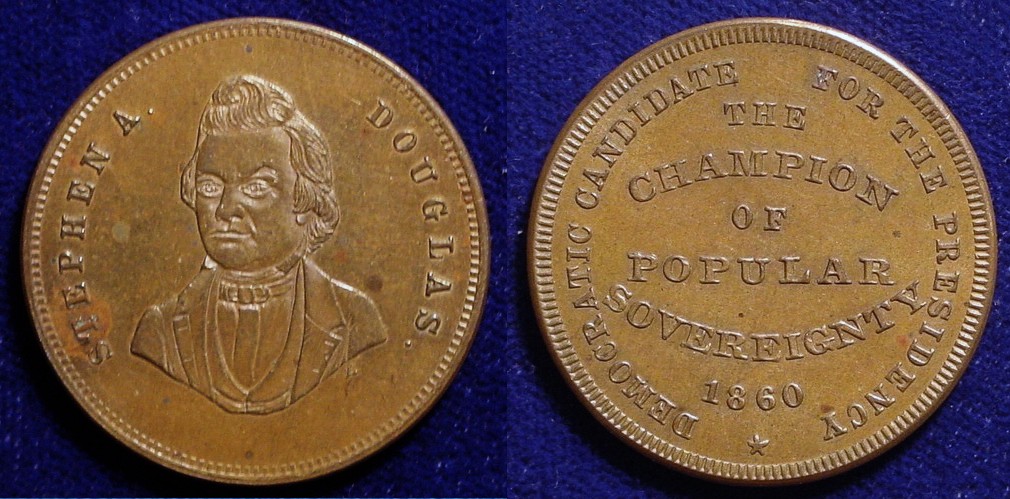 STEPHEN A. DOUGLAS.
DEMOCRATIC CANDIDATE FOR THE PRESIDENCY
THE
CHAMPION
OF
POPULAR
SOVEREIGNTY
1860